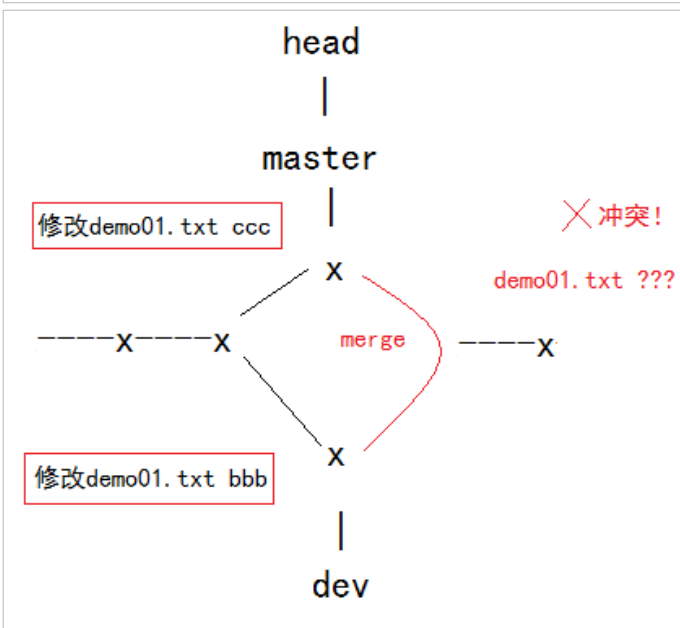 head
master
修改demo01.txt ccc
冲突!
x
demo01.txt ???
----x----x
merge
----x
x
修改demo01.txt bbb
dev